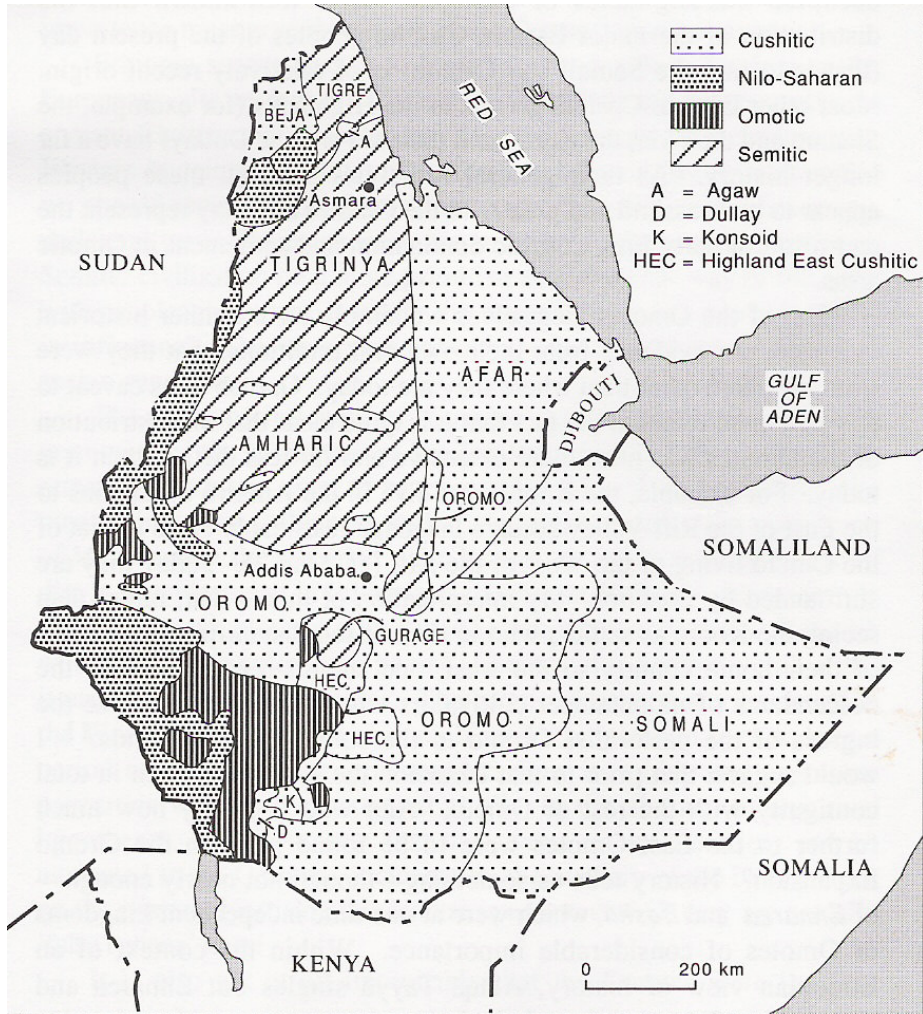 Cushitic
Nilo-Saharan
Omotic
Semitic
A = Agaw
D = Dullay
K = Konsoid
HEC = Highland East Cushitic
RED
SEA
TIGRE
BEJA
A
Asmara
SUDAN
TIGRINYA
AFAR
DJIBOUTI
GULF
OF
ADEN
AMHARIC
OROMO
SOMALILAND
Addis Ababa
OROMO
GURAGE
HEC
HEC
OROMO
SOMALI
K
D
SOMALIA
KENYA
0 200 km